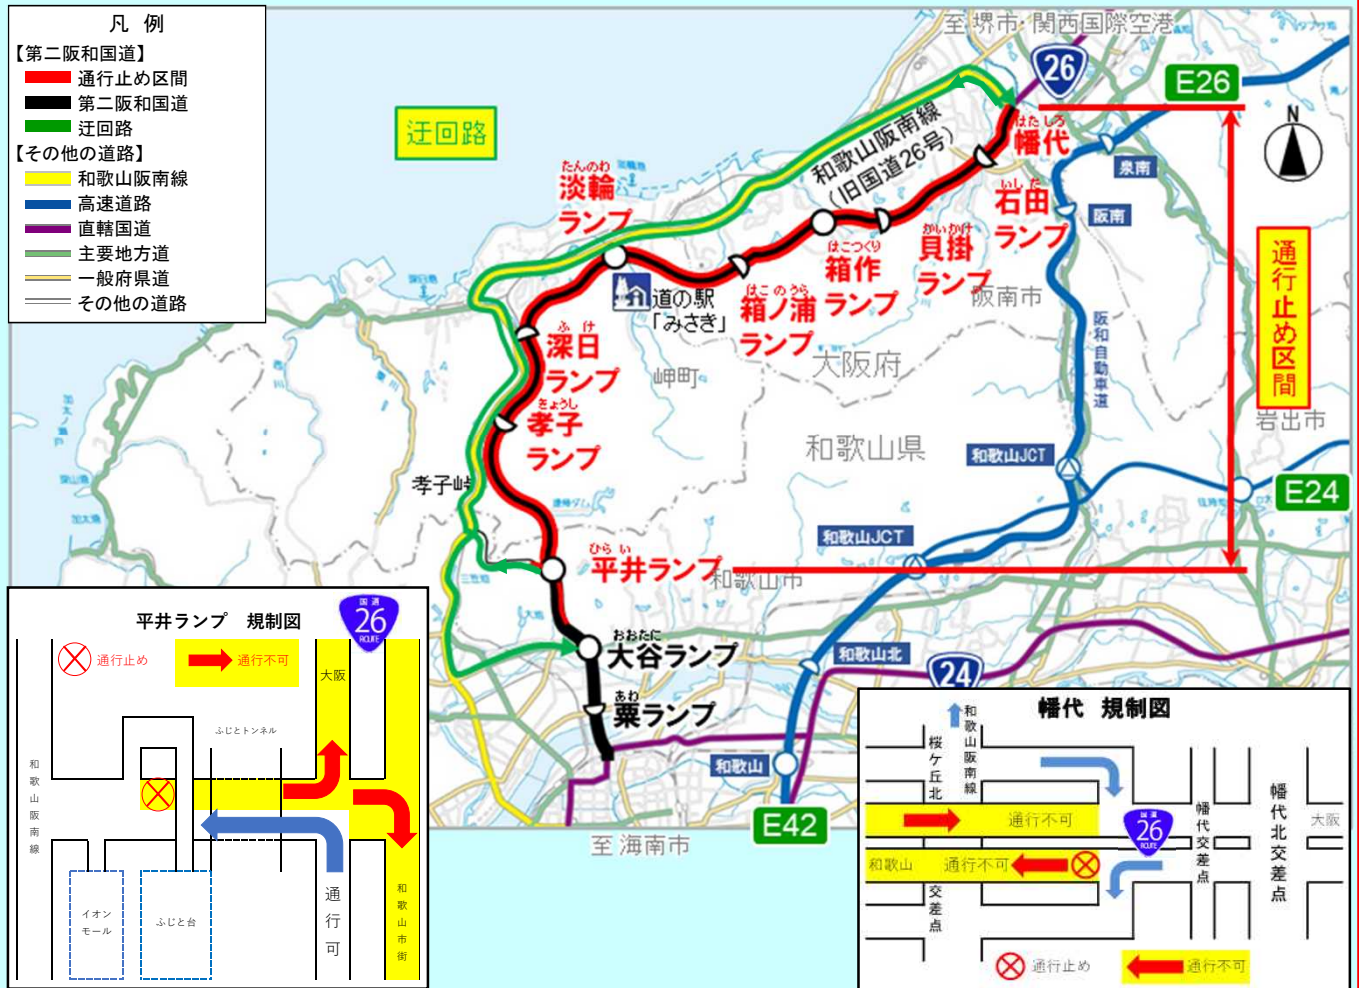 凡 例
【第二阪和国道】
通行止め区間
第二阪和国道
迂回路
【その他の道路】
和歌山阪南線
高速道路
直轄国道
主要地方道
一般府県道
その他の道路
迂回路
至 堺市・関西国際空港
26
E26
N
和歌山阪南線
(旧国道26号)
はたしろ
幡代
泉南
いしだ
石田
ランプ
阪南
かいかけ
貝掛
ランプ
はこつくり
箱作
ランプ
はこのうら
箱ノ浦
ランプ
たんのわ
淡輪
ランプ
道の駅
「みさき」
ふけ
深日
ランプ
きょうし
孝子
ランプ
孝子峠
岬町
阪南市
大阪府
和歌山県
阪和自動車道
通行止め区間
岩出市
和歌山JCT
E24
和歌山JCT
ひらい
平井ランプ
和歌山市
おおたに
大谷ランプ
あわ
粟ランプ
和歌山北
24
和歌山
E42
至 海南市
平井ランプ 規制図
国道
26
ROUTE
通行止め
通行不可
大阪
ふじとトンネル
和歌山阪南線
イオン
モール
ふじと台
通行可
和歌山市街
幡代 規制図
和歌山阪南線
桜ケ丘北
交差点
通行不可
和歌山
通行不可
国道
26
ROUTE
幡代交差点
幡代北交差点
大阪
通行止め
通行不可